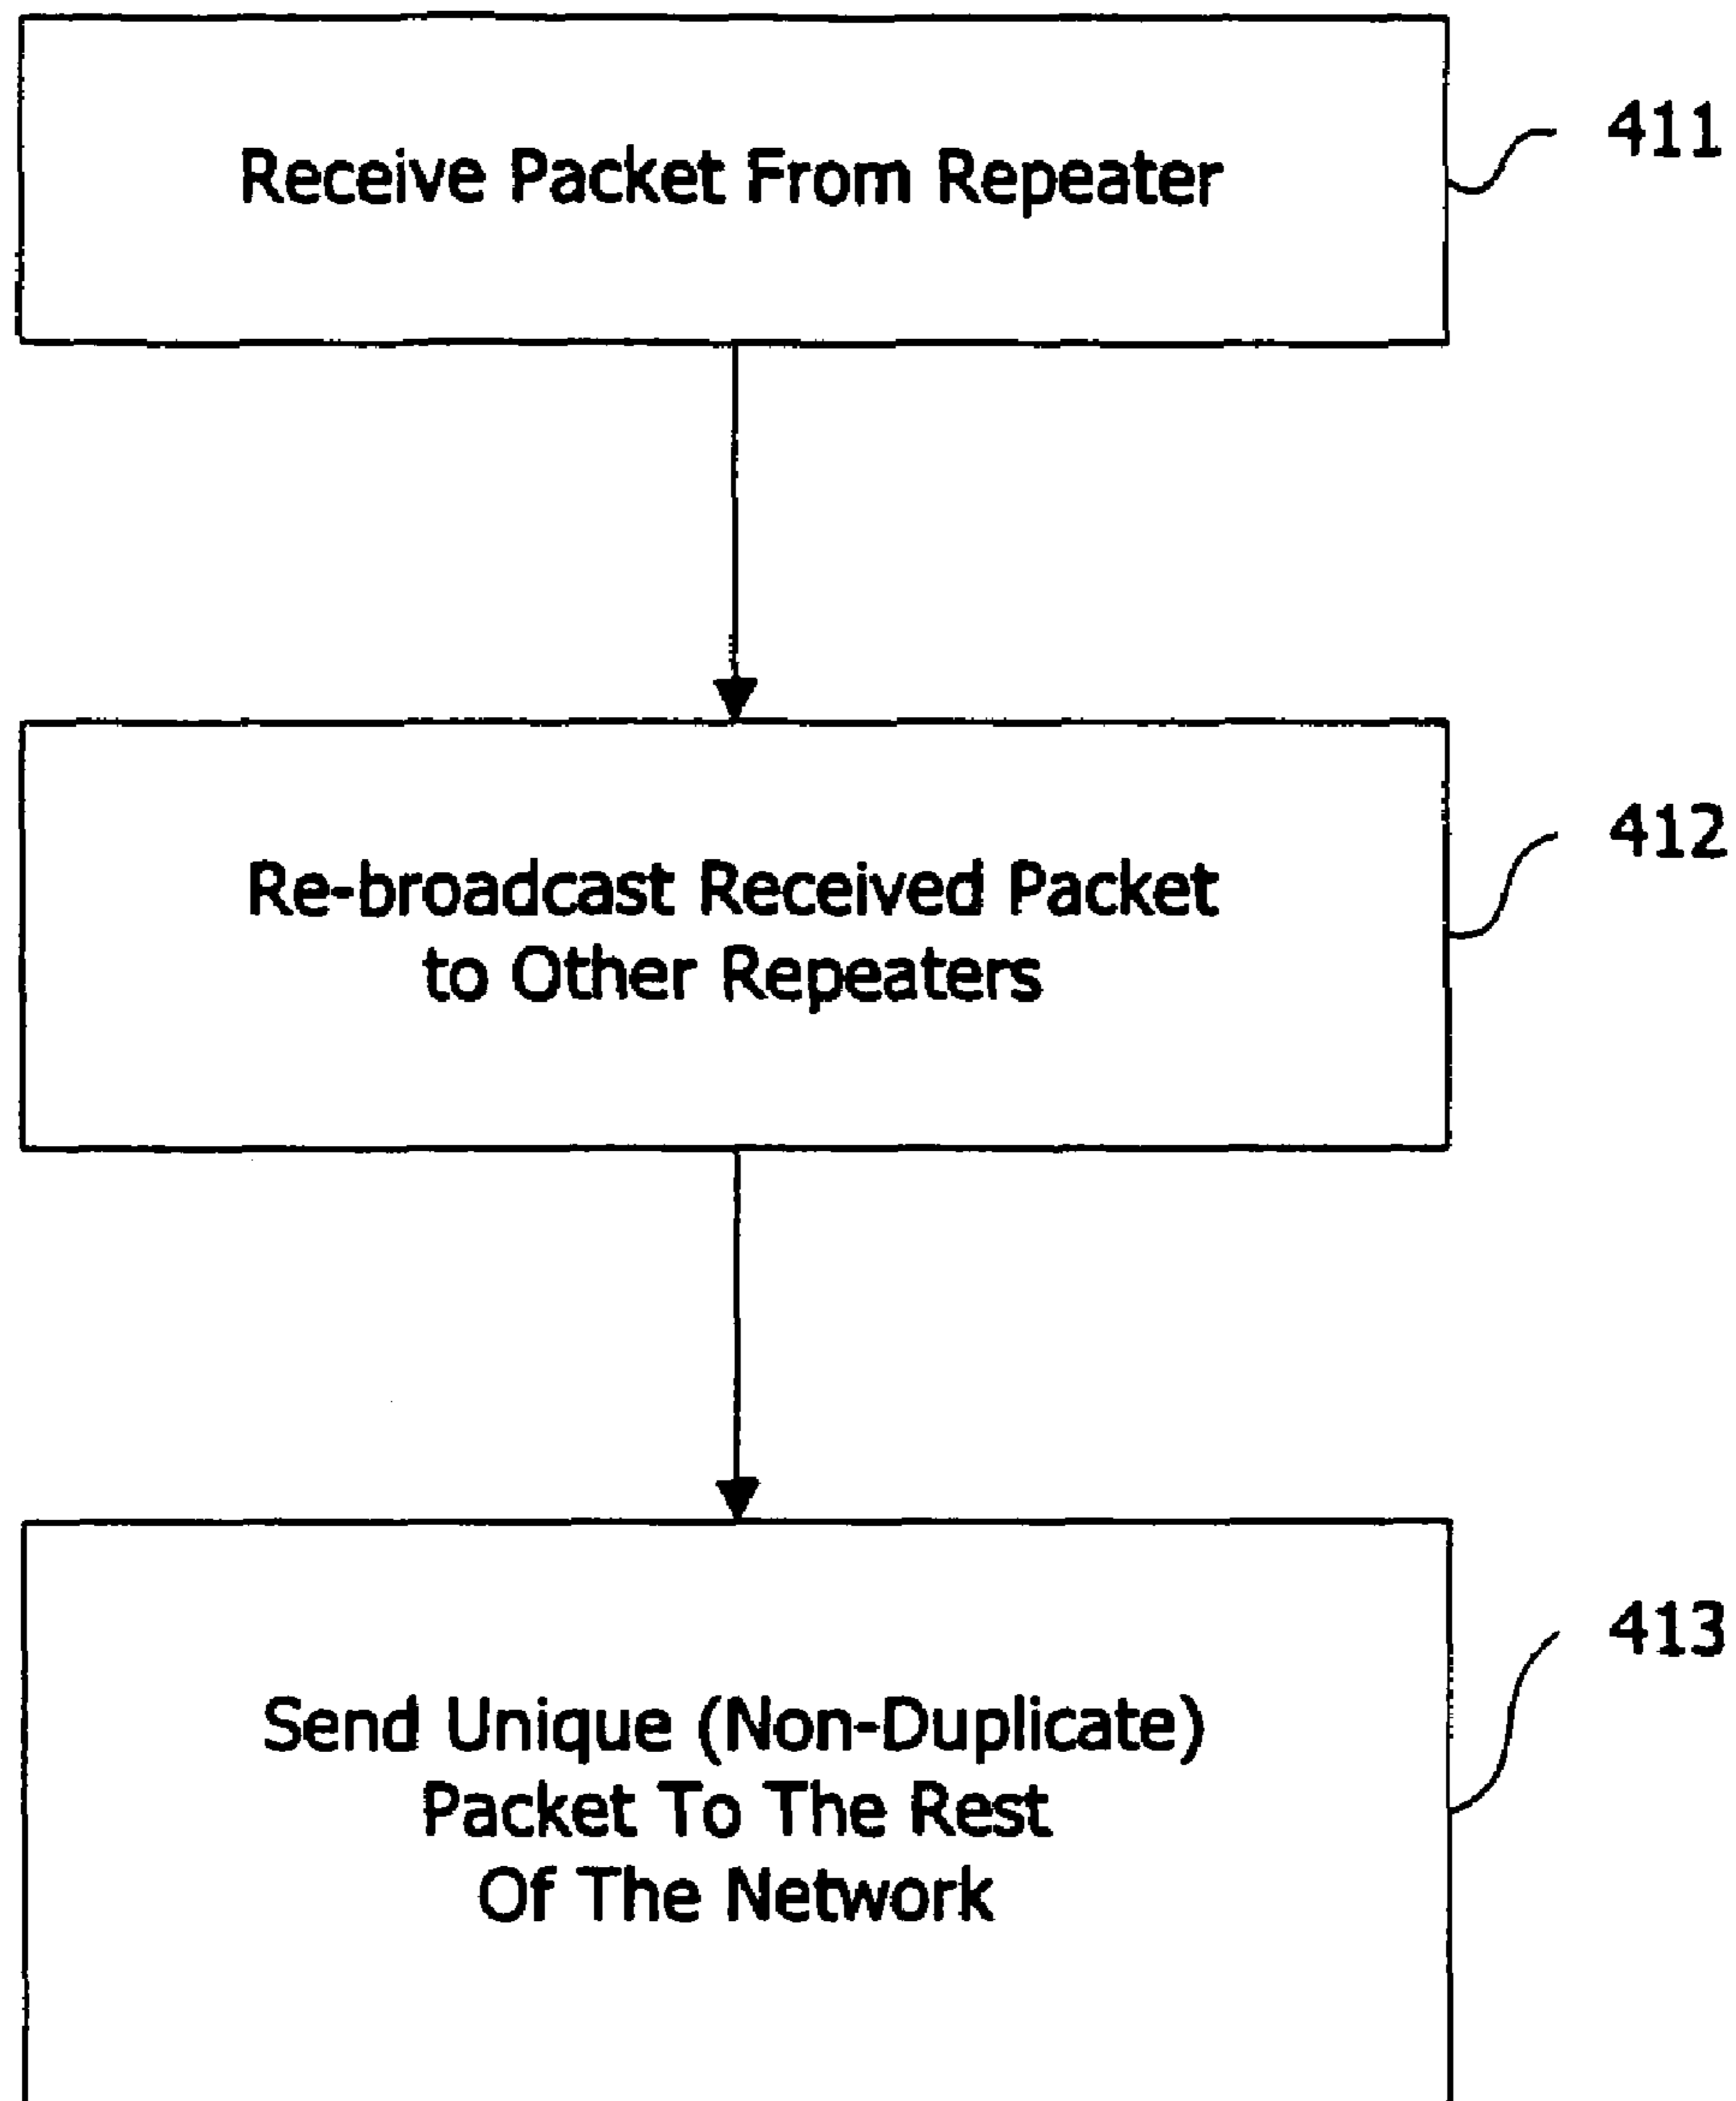 Receive Packet From Repeater
411
Re-broadcast Received Packet
to Other Repeaters
412
Send Unique (Non-Duplicate)
Packet To The Rest
Of The Network
413